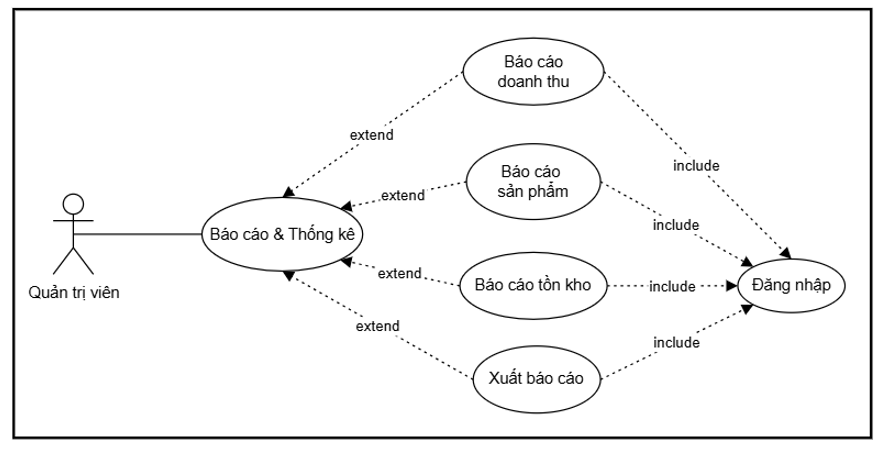 Báo cáo
doanh thu
extend
include
Báo cáo
sản phẩm
extend
include
Báo cáo & Thống kê
Quản trị viên
extend
Báo cáo tồn kho
include
Đăng nhập
extend
include
Xuất báo cáo